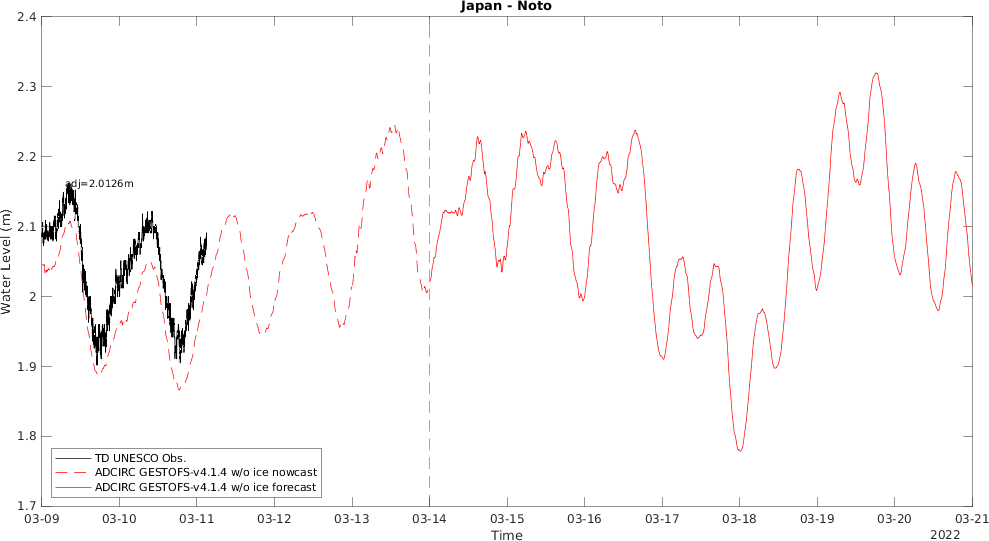 Japan - Noto
2.4
2.3
2.2
2.1
2
1.9
1.8
1.7
Water Level (m)
adj=2.0126m
TD UNESCO Obs.
ADCIRC GESTOFS-v4.1.4 w/o ice nowcast
ADCIRC GESTOFS-v4.1.4 w/o ice forecast
03-09 03-10 03-11 03-12 03-13 03-14 03-15 03-16 03-17 03-18 03-19 03-20 03-21
Time
2022